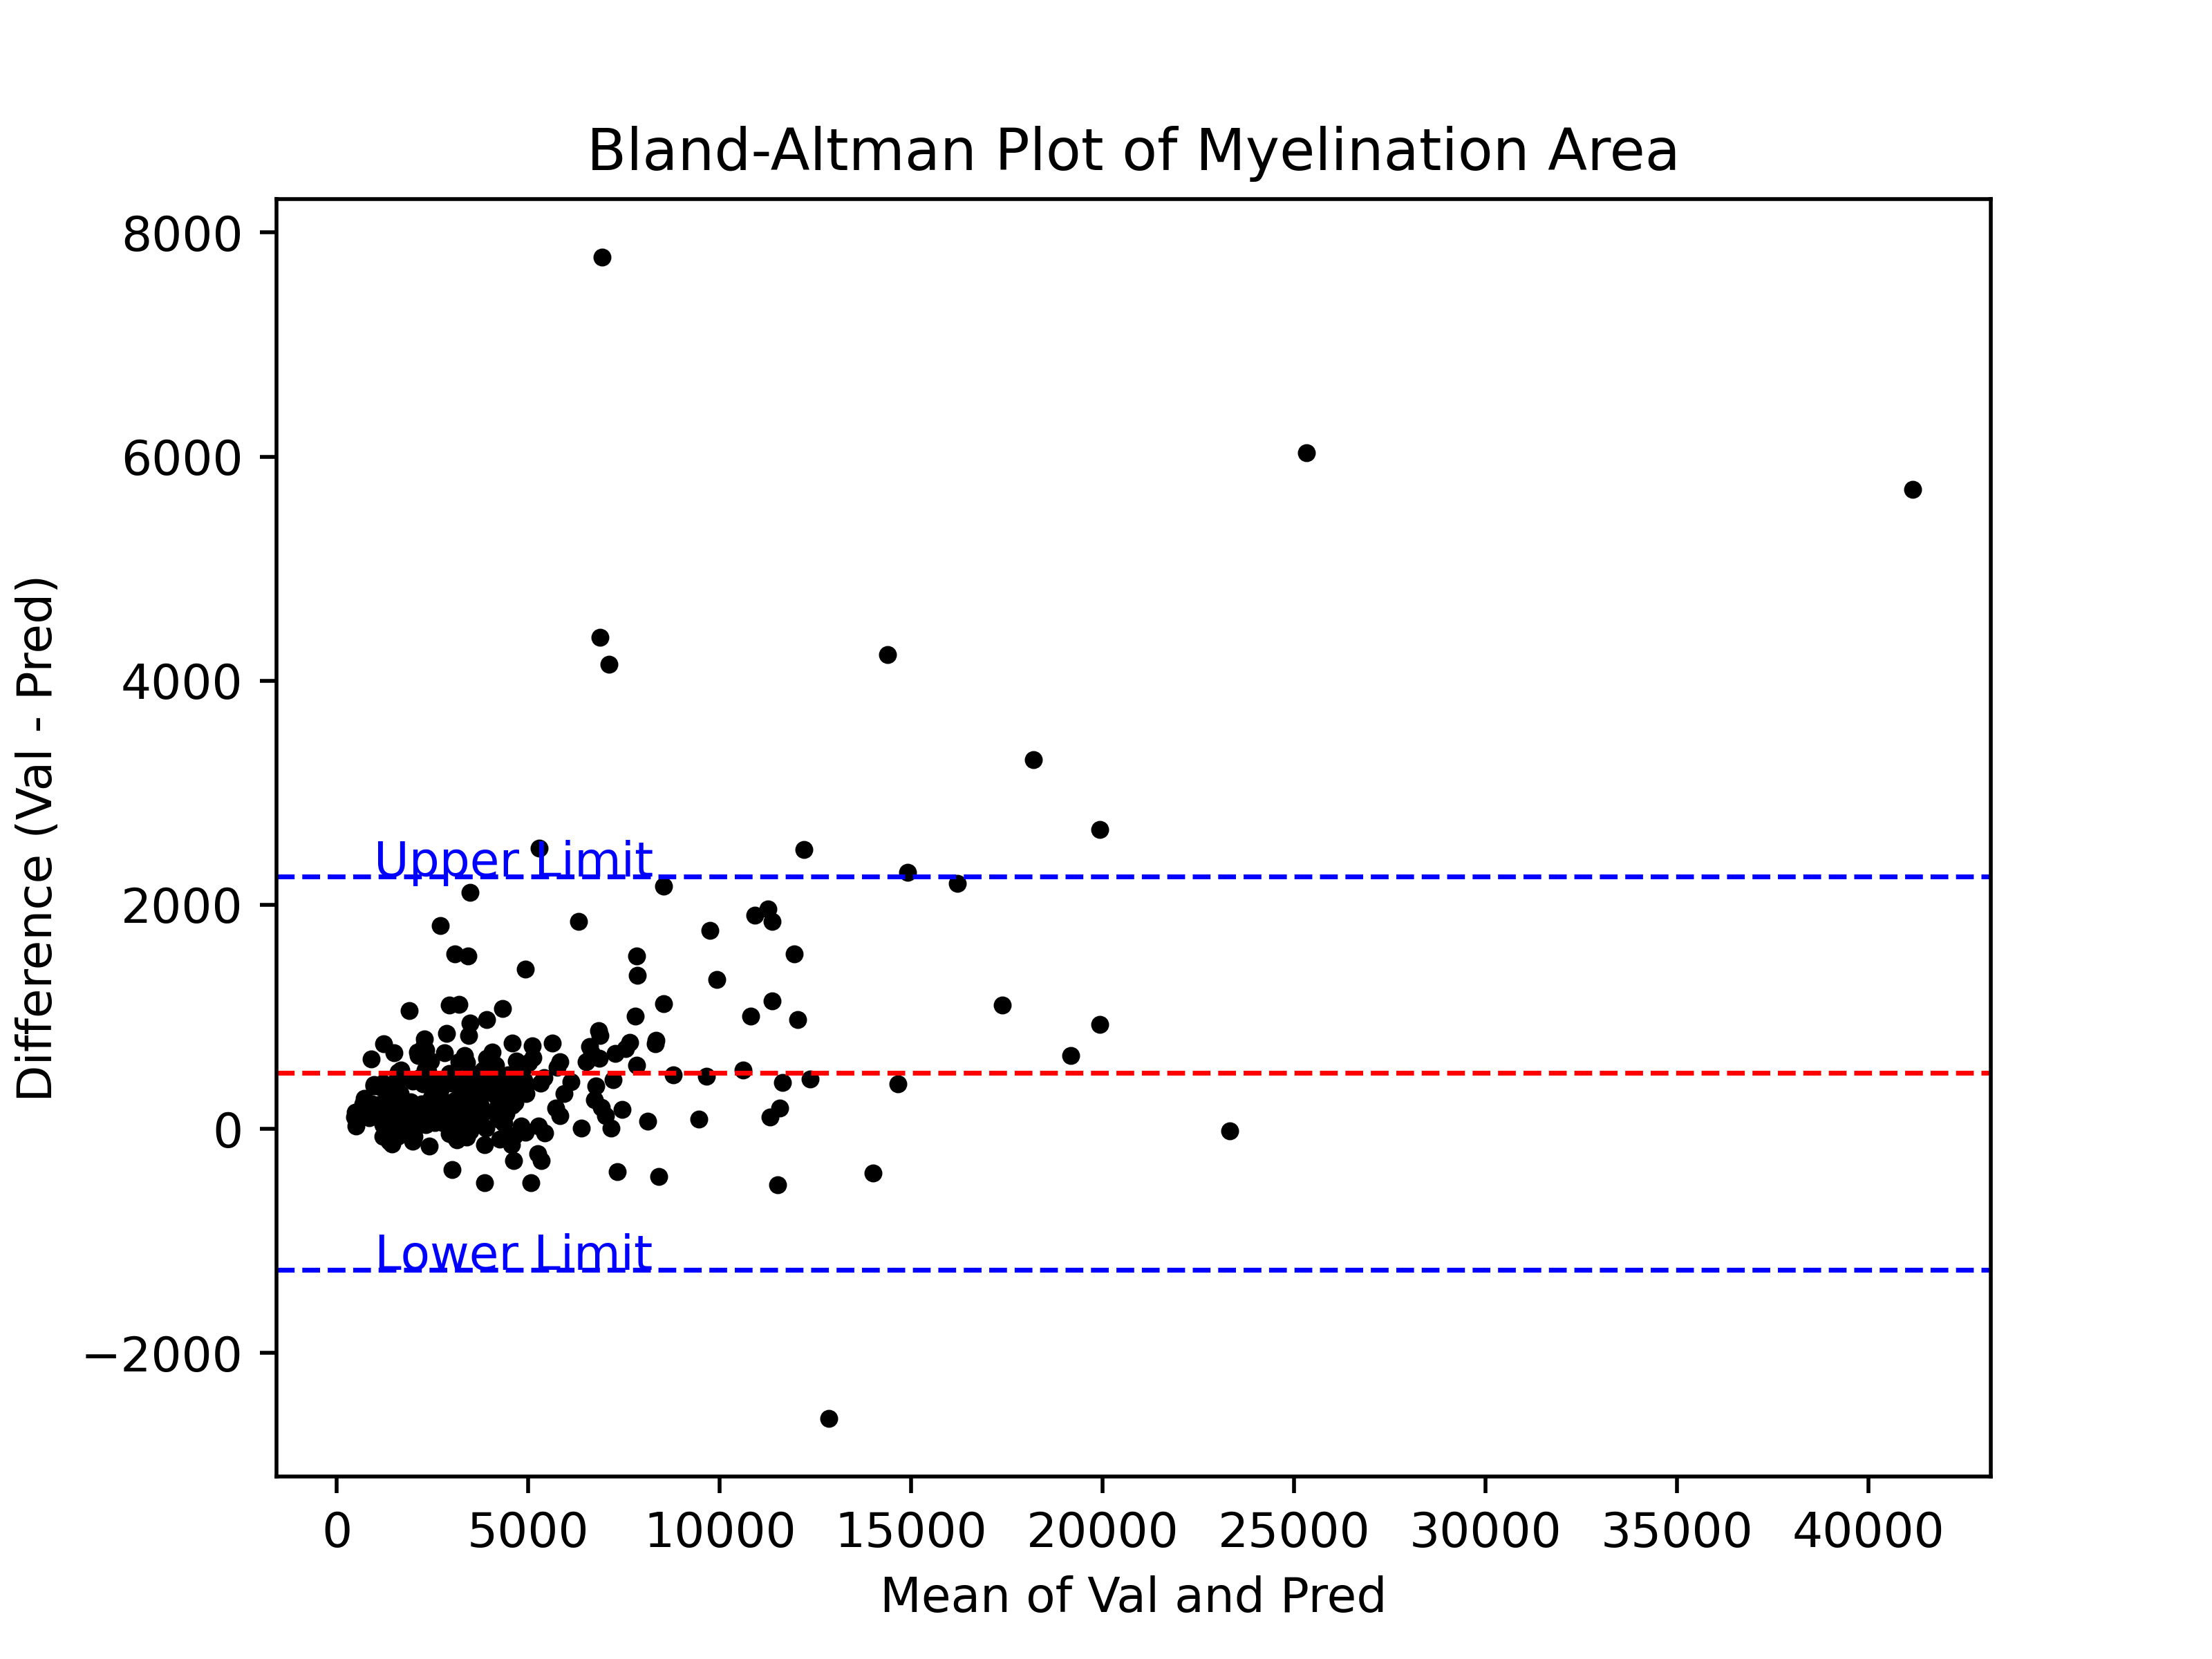 Bland-Altman Plot of Myelination Area
8000
6000
4000
2000
0
−2000
Difference (Val - Pred)
Upper Limit
Lower Limit
0 5000 10000 15000 20000 25000 30000 35000 40000
Mean of Val and Pred